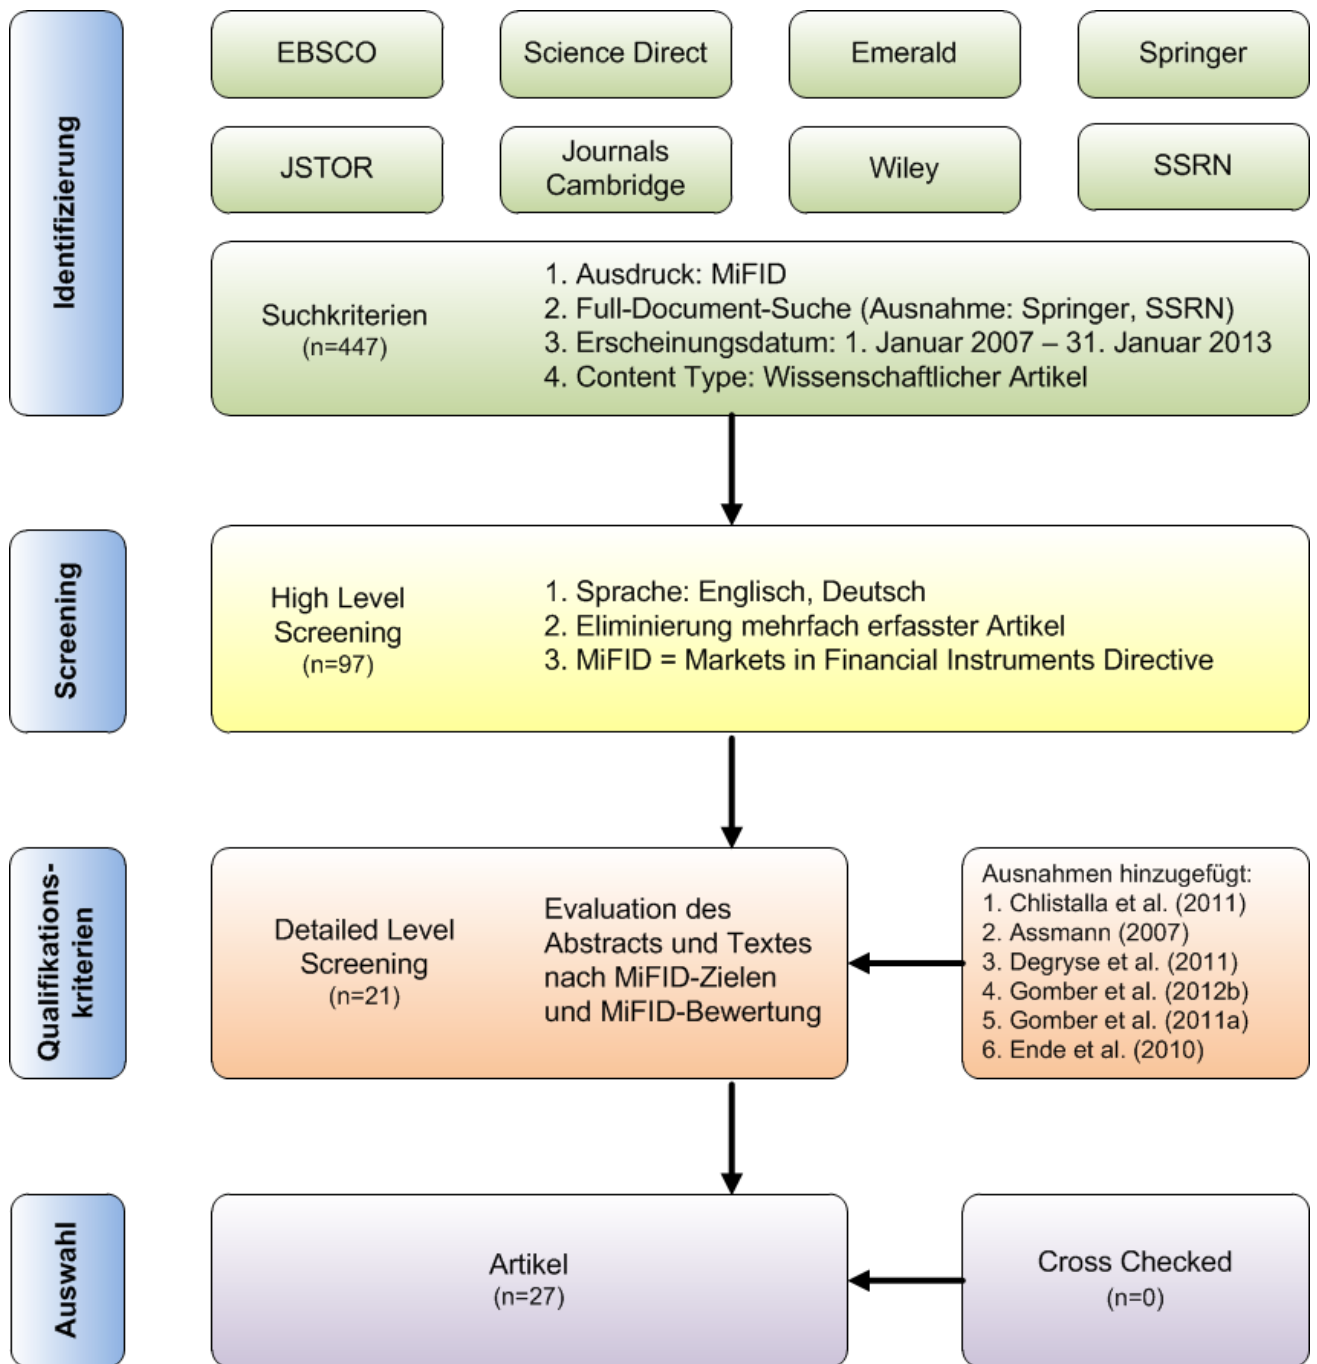 Identifizierung
EBSCO
Science Direct
Emerald
Springer
JSTOR
Journals
Cambridge
Wiley
SSRN
Suchkriterien
(n=447)
1. Ausdruck: MiFID
2. Full-Document-Suche (Ausnahme: Springer, SSRN)
3. Erscheinungsdatum: 1. Januar 2007 – 31. Januar 2013
4. Content Type: Wissenschaftlicher Artikel
Screening
High Level
Screening
(n=97)
1. Sprache: Englisch, Deutsch
2. Eliminierung mehrfach erfasster Artikel
3. MiFID = Markets in Financial Instruments Directive
Qualifikations-
kriterien
Detailed Level
Screening
(n=21)
Evaluation des
Abstracts und Textes
nach MiFID-Zielen
und MiFID-Bewertung
Ausnahmen hinzugefügt:
1. Chlistalla et al. (2011)
2. Assmann (2007)
3. Degryse et al. (2011)
4. Gomber et al. (2012b)
5. Gomber et al. (2011a)
6. Ende et al. (2010)
Auswahl
Artikel
(n=27)
Cross Checked
(n=0)